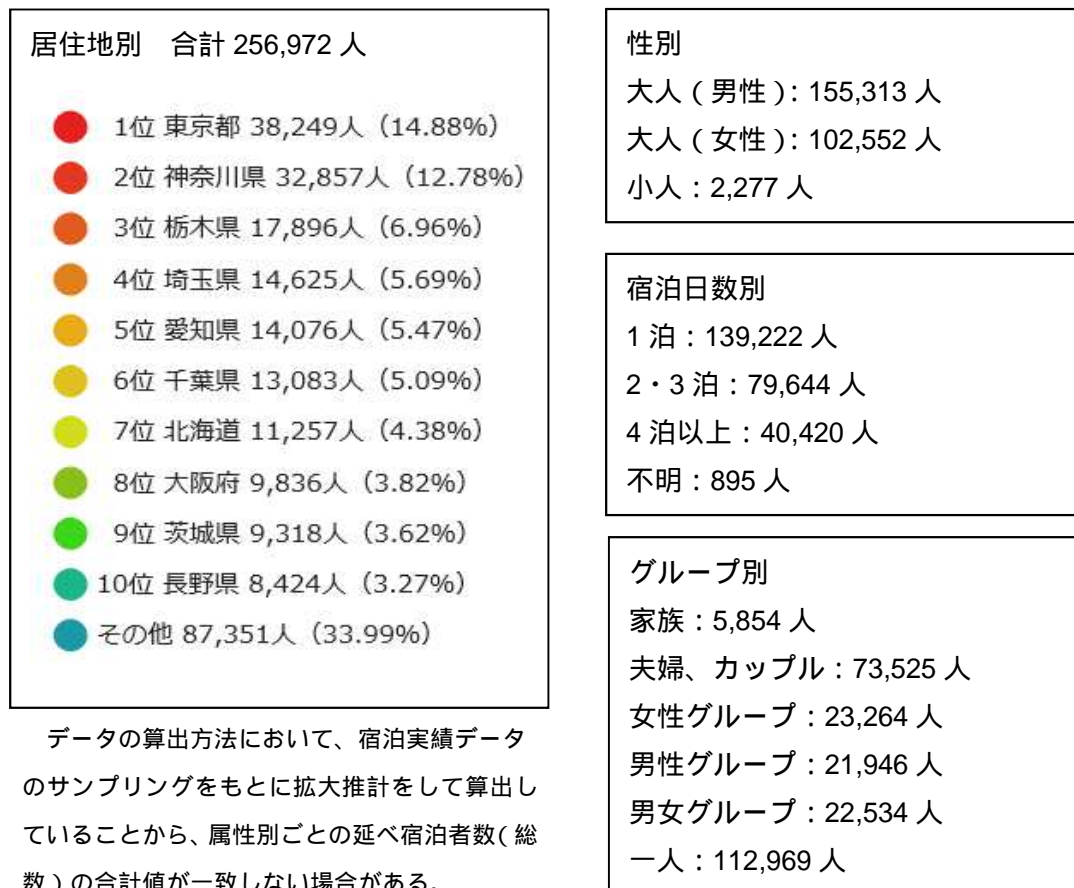 居住地別　合計 256,972 人
1位 東京都 38,249人（14.88%）
2位 神奈川県 32,857人（12.78%）
3位 栃木県 17,896人（6.96%）
4位 埼玉県 14,625人（5.69%）
5位 愛知県 14,076人（5.47%）
6位 千葉県 13,083人（5.09%）
7位 北海道 11,257人（4.38%）
8位 大阪府 9,836人（3.82%）
9位 茨城県 9,318人（3.62%）
10位 長野県 8,424人（3.27%）
その他 87,351人（33.99%）
データの算出方法において、宿泊実績データ
のサンプリングをもとに拡大推計をして算出し
ていることから、属性別ごとの延べ宿泊者数（総
数）の合計値が一致しない場合がある。
性別
大人（男性）：155,313 人
大人（女性）：102,552 人
小人：2,277 人
宿泊日数別
1 泊：139,222 人
2・3 泊：79,644 人
4 泊以上：40,420 人
不明：895 人
グループ別
家族：5,854 人
夫婦、カップル：73,525 人
女性グループ：23,264 人
男性グループ：21,946 人
男女グループ：22,534 人
一人：112,969 人